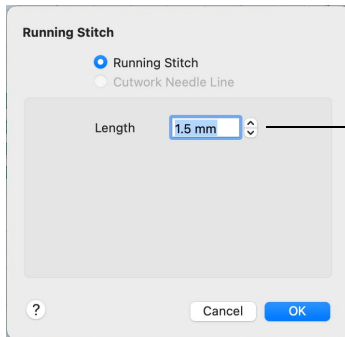 Running Stitch
Running Stitch
Cutwork Needle Line
Length 1.5 mm
? Cancel OK